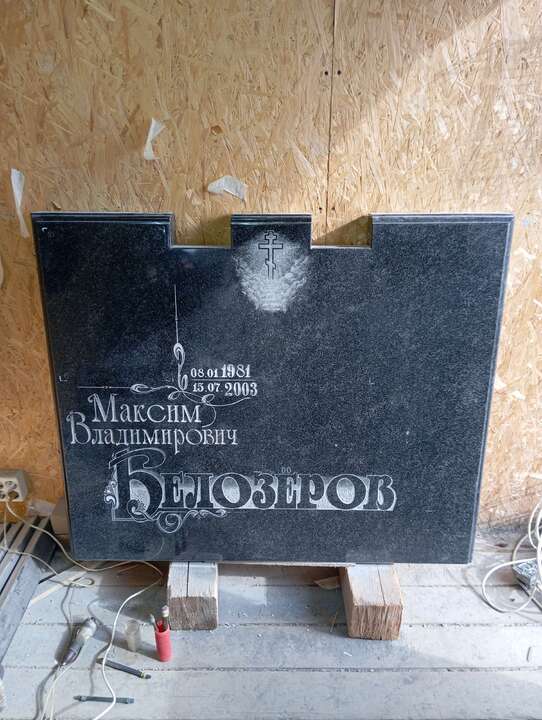 08.01 1981
15.07 2003
Максим
Владимирович
Белозёров